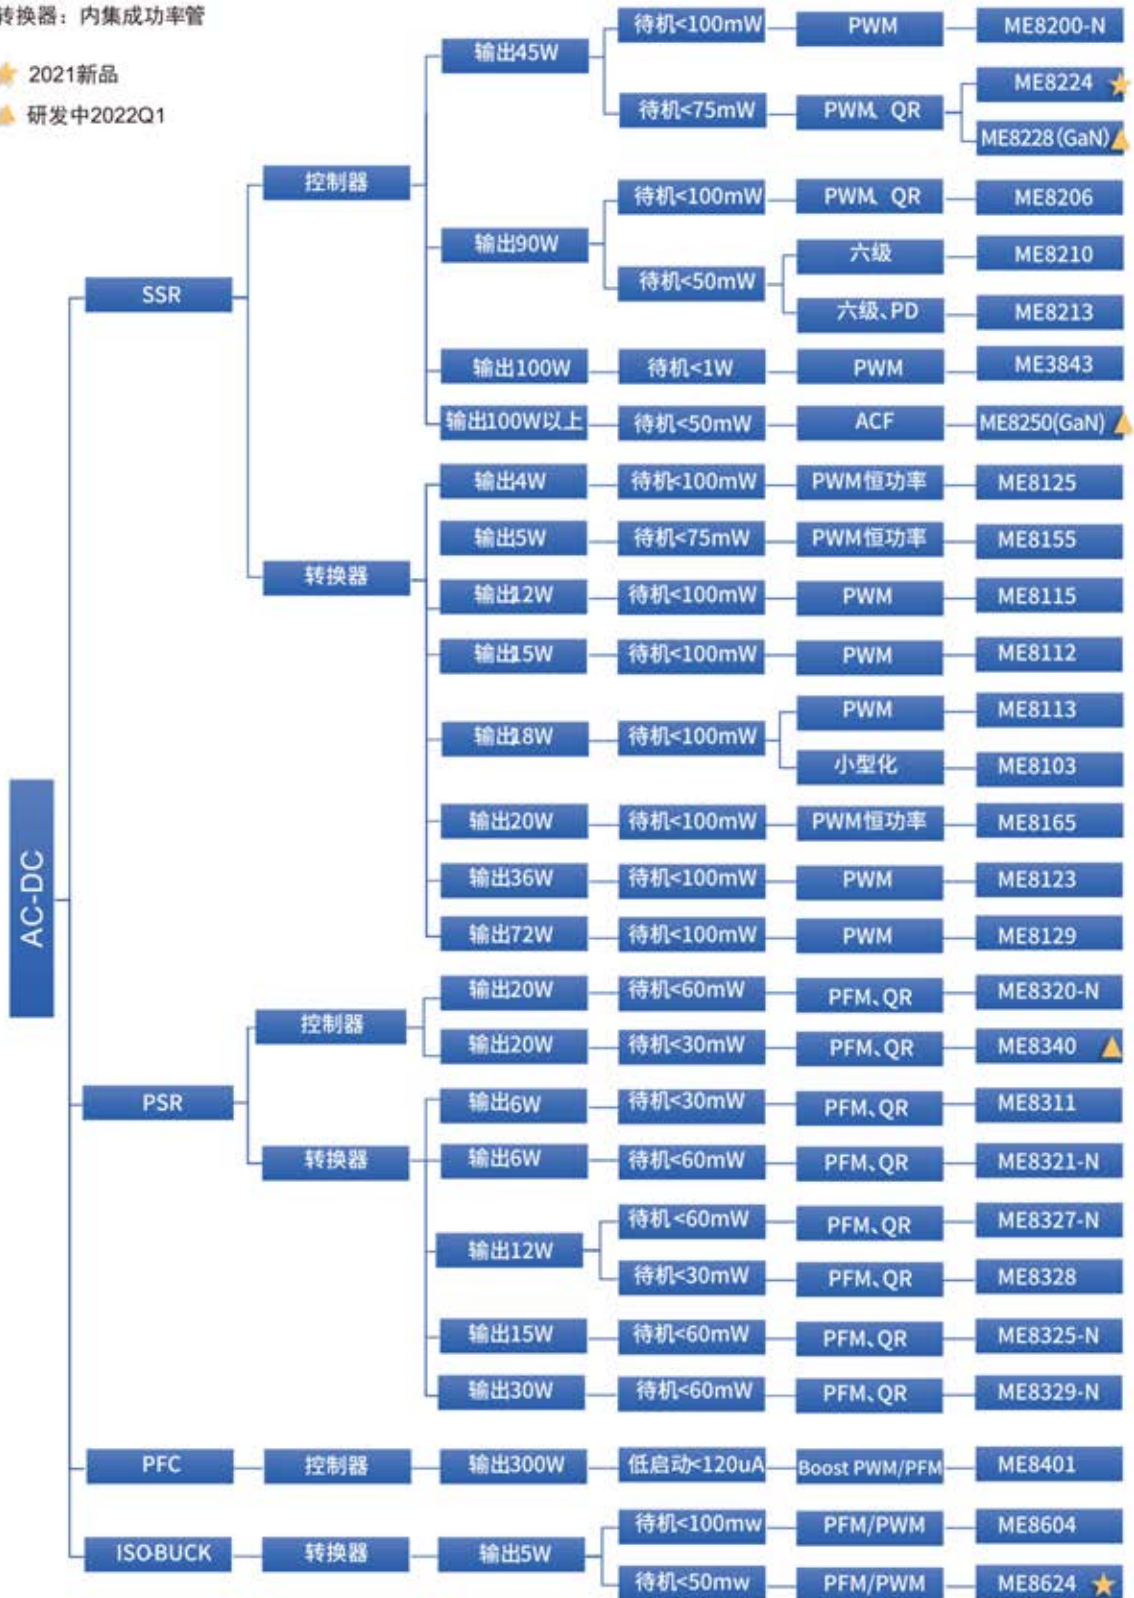 转换器：内集成功率管
2021新品
研发中2022Q1
AC-DC
SSR
控制器
输出45W
待机<100mW
PWM
ME8200-N
待机<75mW
PWM、QR
ME8224
ME8228(GaN)
输出90W
待机<100mW
PWM、QR
ME8206
待机<50mW
六级
ME8210
六级、PD
ME8213
输出100W
待机<1W
PWM
ME3843
输出100W以上
待机<50mW
ACF
ME8250(GaN)
转换器
输出4W
待机<100mW
PWM恒功率
ME8125
输出5W
待机<75mW
PWM恒功率
ME8155
输出12W
待机<100mW
PWM
ME8115
输出15W
待机<100mW
PWM
ME8112
输出18W
待机<100mW
PWM
ME8113
小型化
ME8103
输出20W
待机<100mW
PWM恒功率
ME8165
输出36W
待机<100mW
PWM
ME8123
输出72W
待机<100mW
PWM
ME8129
PSR
控制器
输出20W
待机<60mW
PFM、QR
ME8320-N
输出20W
待机<30mW
PFM、QR
ME8340
转换器
输出6W
待机<30mW
PFM、QR
ME8311
输出6W
待机<60mW
PFM、QR
ME8321-N
输出12W
待机<60mW
PFM、QR
ME8327-N
待机<30mW
PFM、QR
ME8328
输出15W
待机<60mW
PFM、QR
ME8325-N
输出30W
待机<60mW
PFM、QR
ME8329-N
PFC
控制器
输出300W
低启动<120uA
Boost PWM/PFM
ME8401
ISO-BUCK
转换器
输出5W
待机<100mw
PFM/PWM
ME8604
待机<50mw
PFM/PWM
ME8624